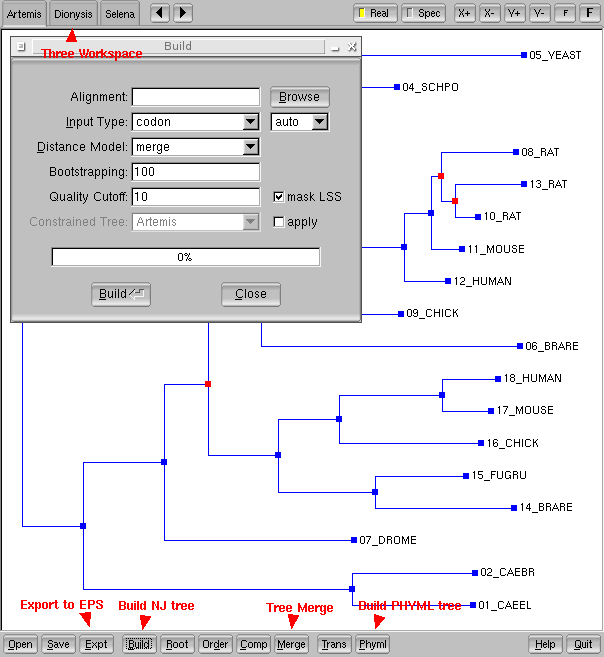 Artemis Dionysis Selena Real Spec X+ X- Y+ Y- F F
Three Workspace
Build
Alignment: Browse
Input Type: codon auto
Distance Model: merge
Bootstrapping: 100
Quality Cutoff: 10 mask LSS
Constrained Tree: Artemis apply
0%
Build Close
05_YEAST
04_SCHPO
08_RAT
13_RAT
10_RAT
11_MOUSE
12_HUMAN
09_CHICK
06_BRARE
18_HUMAN
17_MOUSE
16_CHICK
15_FUGRU
14_BRARE
07_DROME
02_CAEBR
01_CAEEL
Export to EPS Build NJ tree Tree Merge Build PHYML tree
Open Save Expt Build Root Order Comp Merge Trans Phyml Help Quit